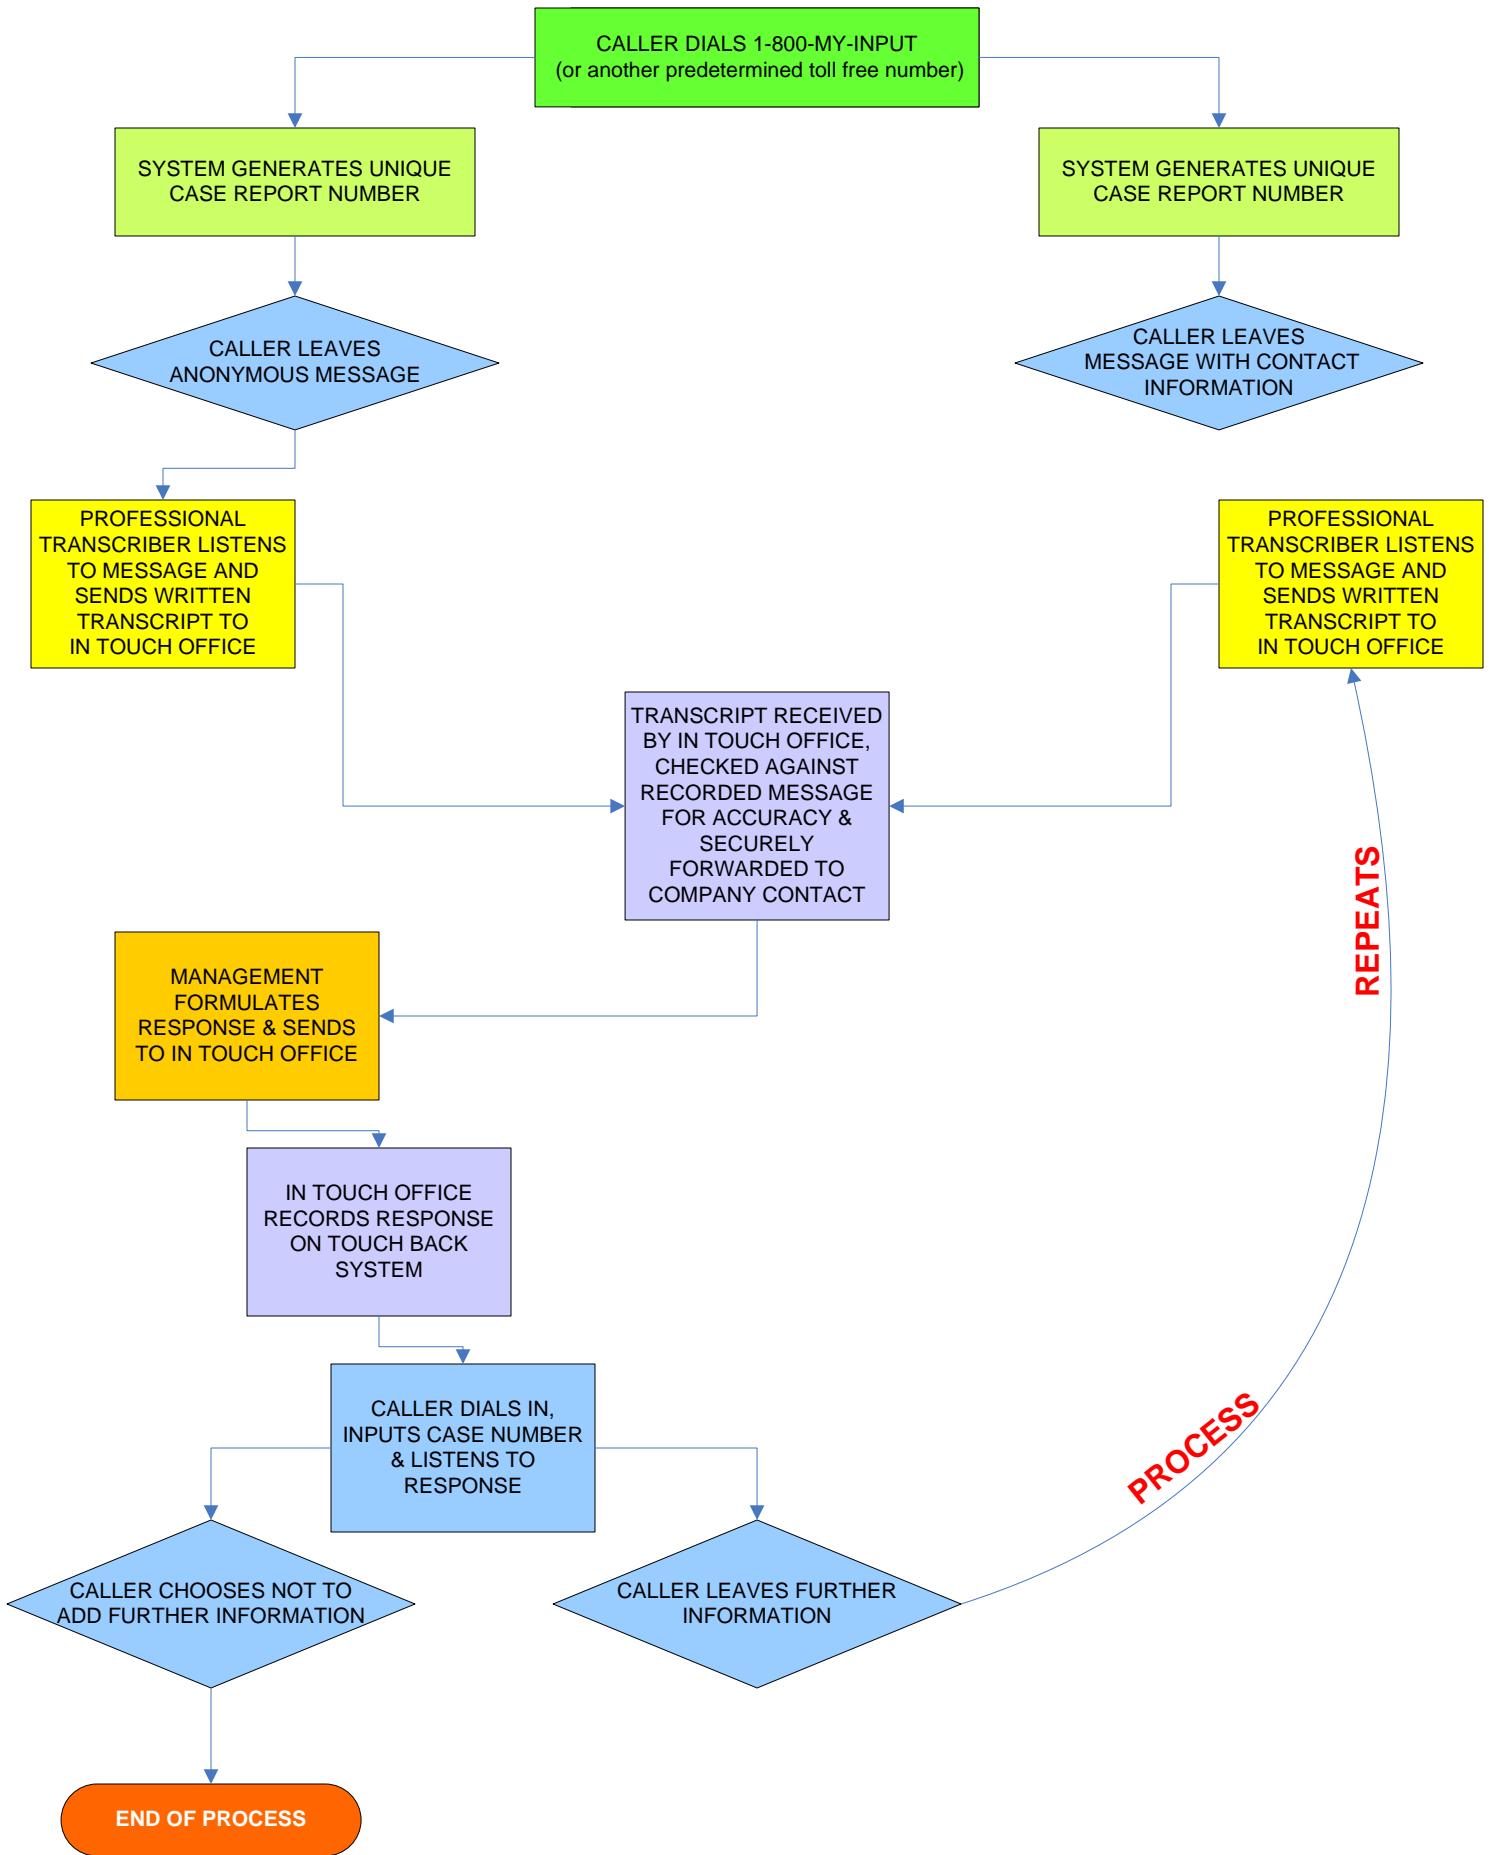 CALLER DIALS 1-800-MY-INPUT
(or another predetermined toll free number)
SYSTEM GENERATES UNIQUE
CASE REPORT NUMBER
SYSTEM GENERATES UNIQUE
CASE REPORT NUMBER
CALLER LEAVES
ANONYMOUS MESSAGE
CALLER LEAVES
MESSAGE WITH CONTACT
INFORMATION
PROFESSIONAL
TRANSCRIBER LISTENS
TO MESSAGE AND
SENDS WRITTEN
TRANSCRIPT TO
IN TOUCH OFFICE
PROFESSIONAL
TRANSCRIBER LISTENS
TO MESSAGE AND
SENDS WRITTEN
TRANSCRIPT TO
IN TOUCH OFFICE
TRANSCRIPT RECEIVED
BY IN TOUCH OFFICE,
CHECKED AGAINST
RECORDED MESSAGE
FOR ACCURACY &
SECURELY
FORWARDED TO
COMPANY CONTACT
MANAGEMENT
FORMULATES
RESPONSE & SENDS
TO IN TOUCH OFFICE
IN TOUCH OFFICE
RECORDS RESPONSE
ON TOUCH BACK
SYSTEM
CALLER DIALS IN,
INPUTS CASE NUMBER
& LISTENS TO
RESPONSE
CALLER CHOOSES NOT TO
ADD FURTHER INFORMATION
CALLER LEAVES FURTHER
INFORMATION
PROCESS
REPEATS
END OF PROCESS